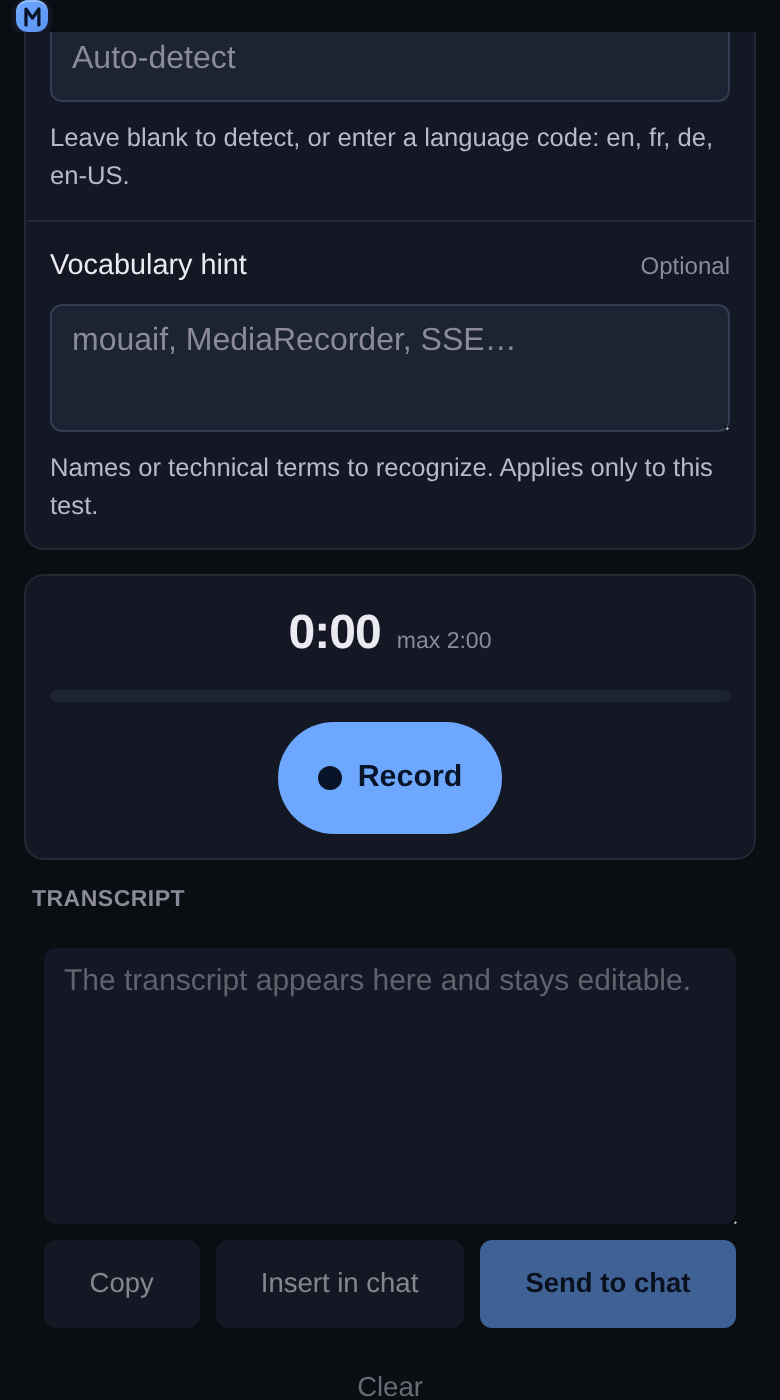 M
Auto-detect
Leave blank to detect, or enter a language code: en, fr, de,
en-US.
Vocabulary hint
Optional
mouaif, MediaRecorder, SSE…
Names or technical terms to recognize. Applies only to this
test.
0:00 max 2:00
Record
TRANSCRIPT
The transcript appears here and stays editable.
Copy
Insert in chat
Send to chat
Clear